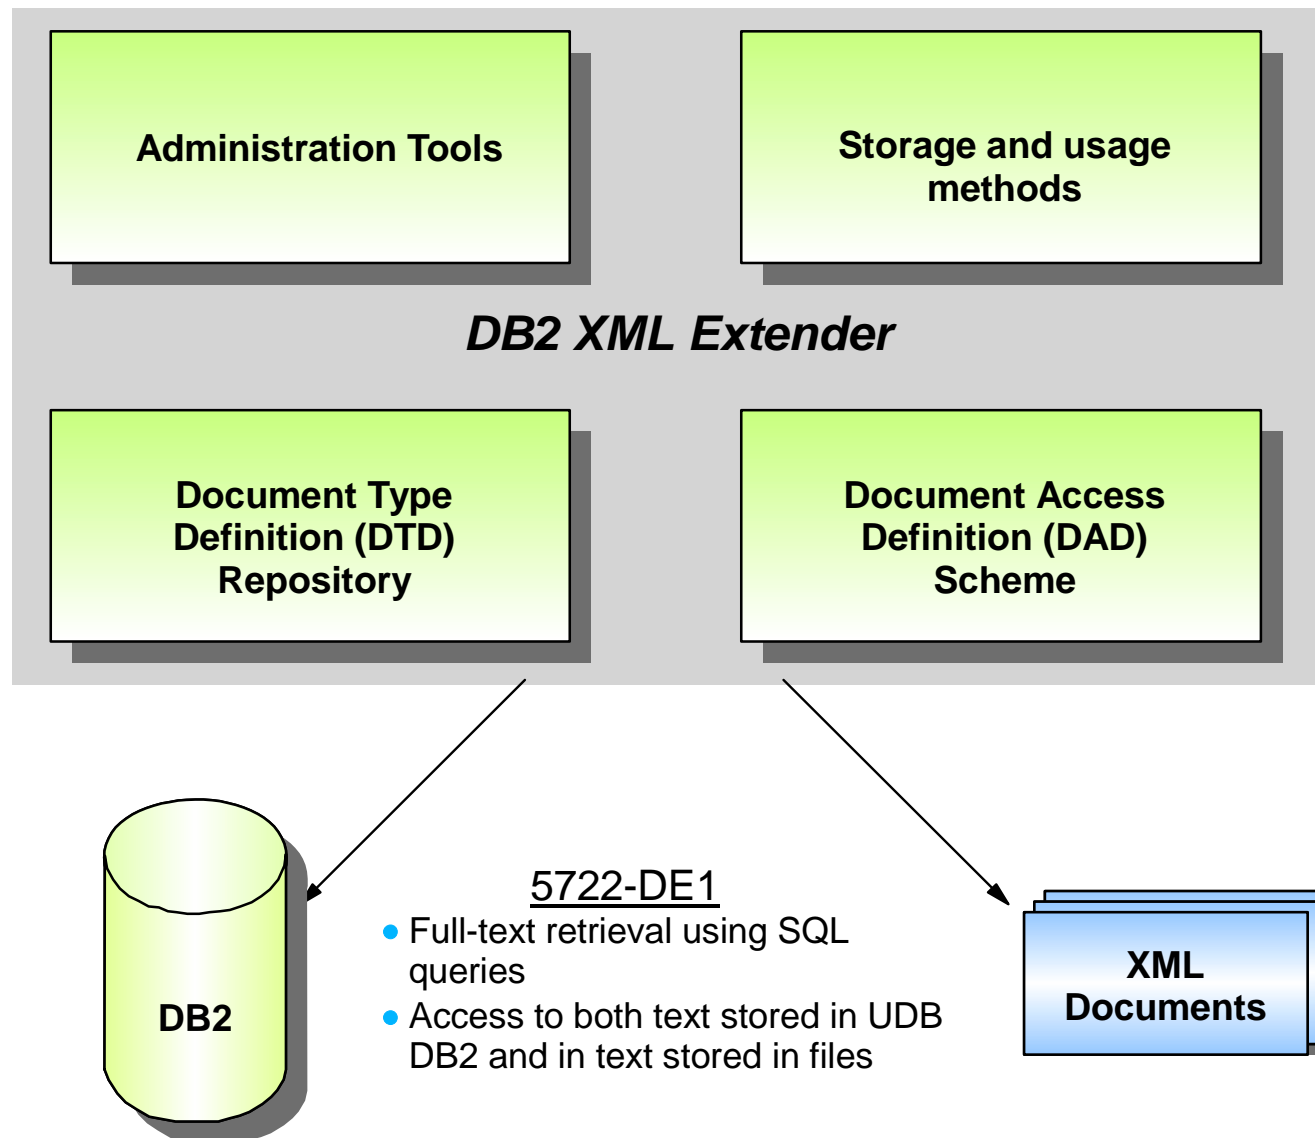 Administration Tools
Storage and usage
methods
DB2 XML Extender
Document Type
Definition (DTD)
Repository
Document Access
Definition (DAD)
Scheme
5722-DE1
Full-text retrieval using SQL
queries
Access to both text stored in UDB
DB2 and in text stored in files
DB2
XML
Documents